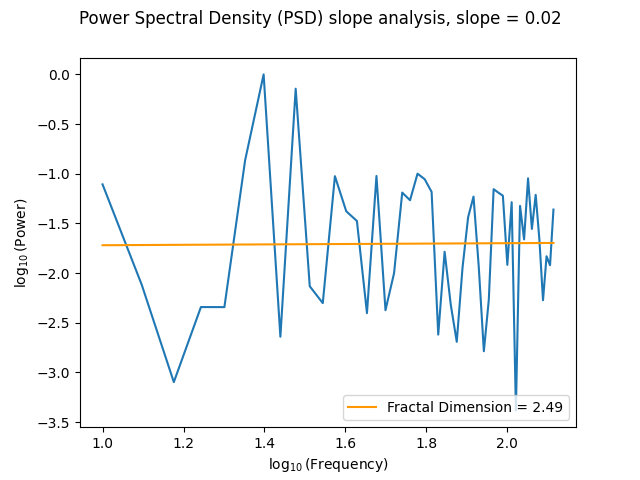 Power Spectral Density (PSD) slope analysis, slope = 0.02
0.0
−0.5
−1.0
−1.5
−2.0
−2.5
−3.0
−3.5
log₁₀(Power)
Fractal Dimension = 2.49
1.0 1.2 1.4 1.6 1.8 2.0
log₁₀(Frequency)